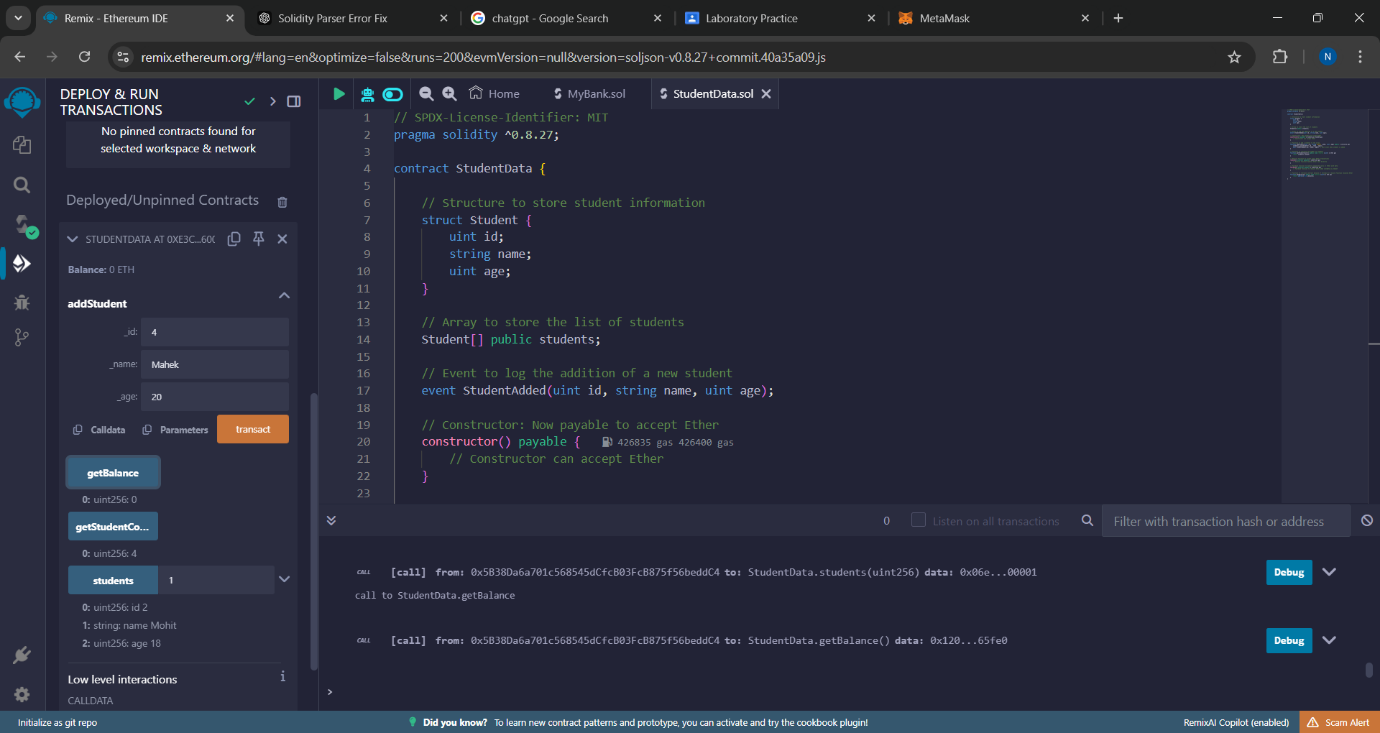 Remix - Ethereum IDE
Solidity Parser Error Fix
chatgpt - Google Search
Laboratory Practice
MetaMask
remix.ethereum.org/#lang=en&optimize=false&runs=200&evmVersion=null&version=soljson-v0.8.27+commit.40a35a09.js
N
DEPLOY & RUN
TRANSACTIONS
No pinned contracts found for
selected workspace & network
Deployed/Unpinned Contracts
STUDENTDATA AT 0XE3C...60(
Balance: 0 ETH
addStudent
_id: 4
_name: Mahek
_age: 20
Calldata Parameters transact
getBalance
0: uint256: 0
getStudentCo...
0: uint256: 4
students 1
0: uint256: id 2
1: string: name Mohit
2: uint256: age 18
Low level interactions i
CALLDATA
Home MyBank.sol StudentData.sol
1 // SPDX-License-Identifier: MIT
2 pragma solidity ^0.8.27;
3
4 contract StudentData {
5
6 // Structure to store student information
7 struct Student {
8 uint id;
9 string name;
10 uint age;
11 }
12
13 // Array to store the list of students
14 Student[] public students;
15
16 // Event to log the addition of a new student
17 event StudentAdded(uint id, string name, uint age);
18
19 // Constructor: Now payable to accept Ether
20 constructor() payable { 426835 gas 426400 gas
21 // Constructor can accept Ether
22 }
23
0 Listen on all transactions Filter with transaction hash or address
CALL [call] from: 0x5B38Da6a701c568545dCfcB03FcB875f56beddC4 to: StudentData.students(uint256) data: 0x06e...00001 Debug
call to StudentData.getBalance
CALL [call] from: 0x5B38Da6a701c568545dCfcB03FcB875f56beddC4 to: StudentData.getBalance() data: 0x120...65fe0 Debug
>
Initialize as git repo
Did you know? To learn new contract patterns and prototype, you can activate and try the cookbook plugin!
RemixAI Copilot (enabled)
Scam Alert